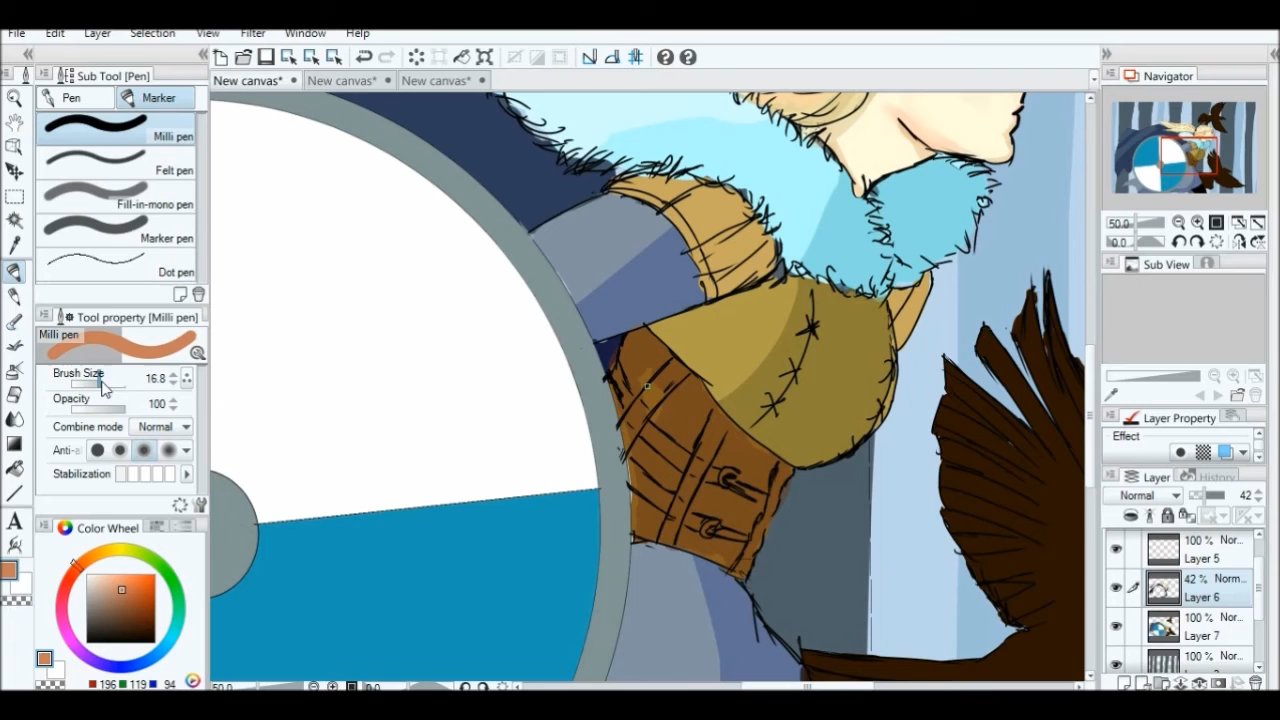 File Edit Layer Selection View Filter Window Help
Sub Tool [Pen]
New canvas* New canvas* New canvas*
Navigator
Pen Marker
Milli pen
Felt pen
Fill-in-mono pen
Marker pen
Dot pen
50.0
0.0
Sub View
Tool property [Milli pen]
Milli pen
Brush Size 16.8
Opacity 100
Combine mode Normal
Anti-
Stabilization
Color Wheel
196 119 94
50.0 0.0
Layer Property
Effect
Layer History
Normal 42
100 % Nor...
Layer 5
42 % Norm...
Layer 6
100 % Nor...
Layer 7
100 % Nor...